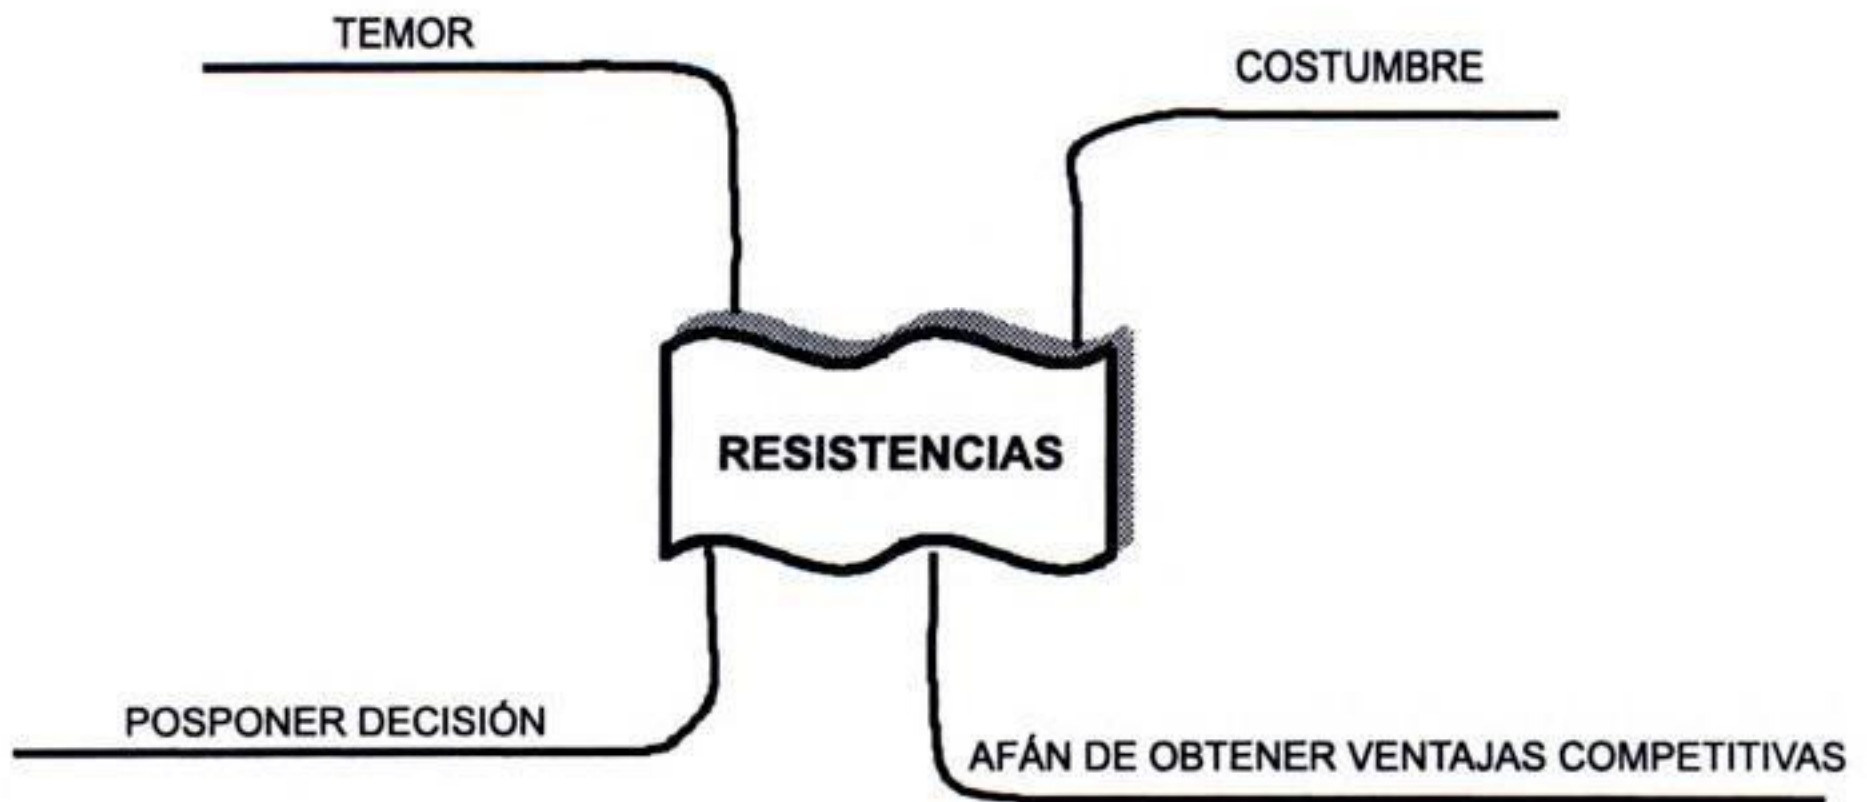 TEMOR
COSTUMBRE
RESISTENCIAS
POSPONER DECISIÓN
AFÁN DE OBTENER VENTAJAS COMPETITIVAS